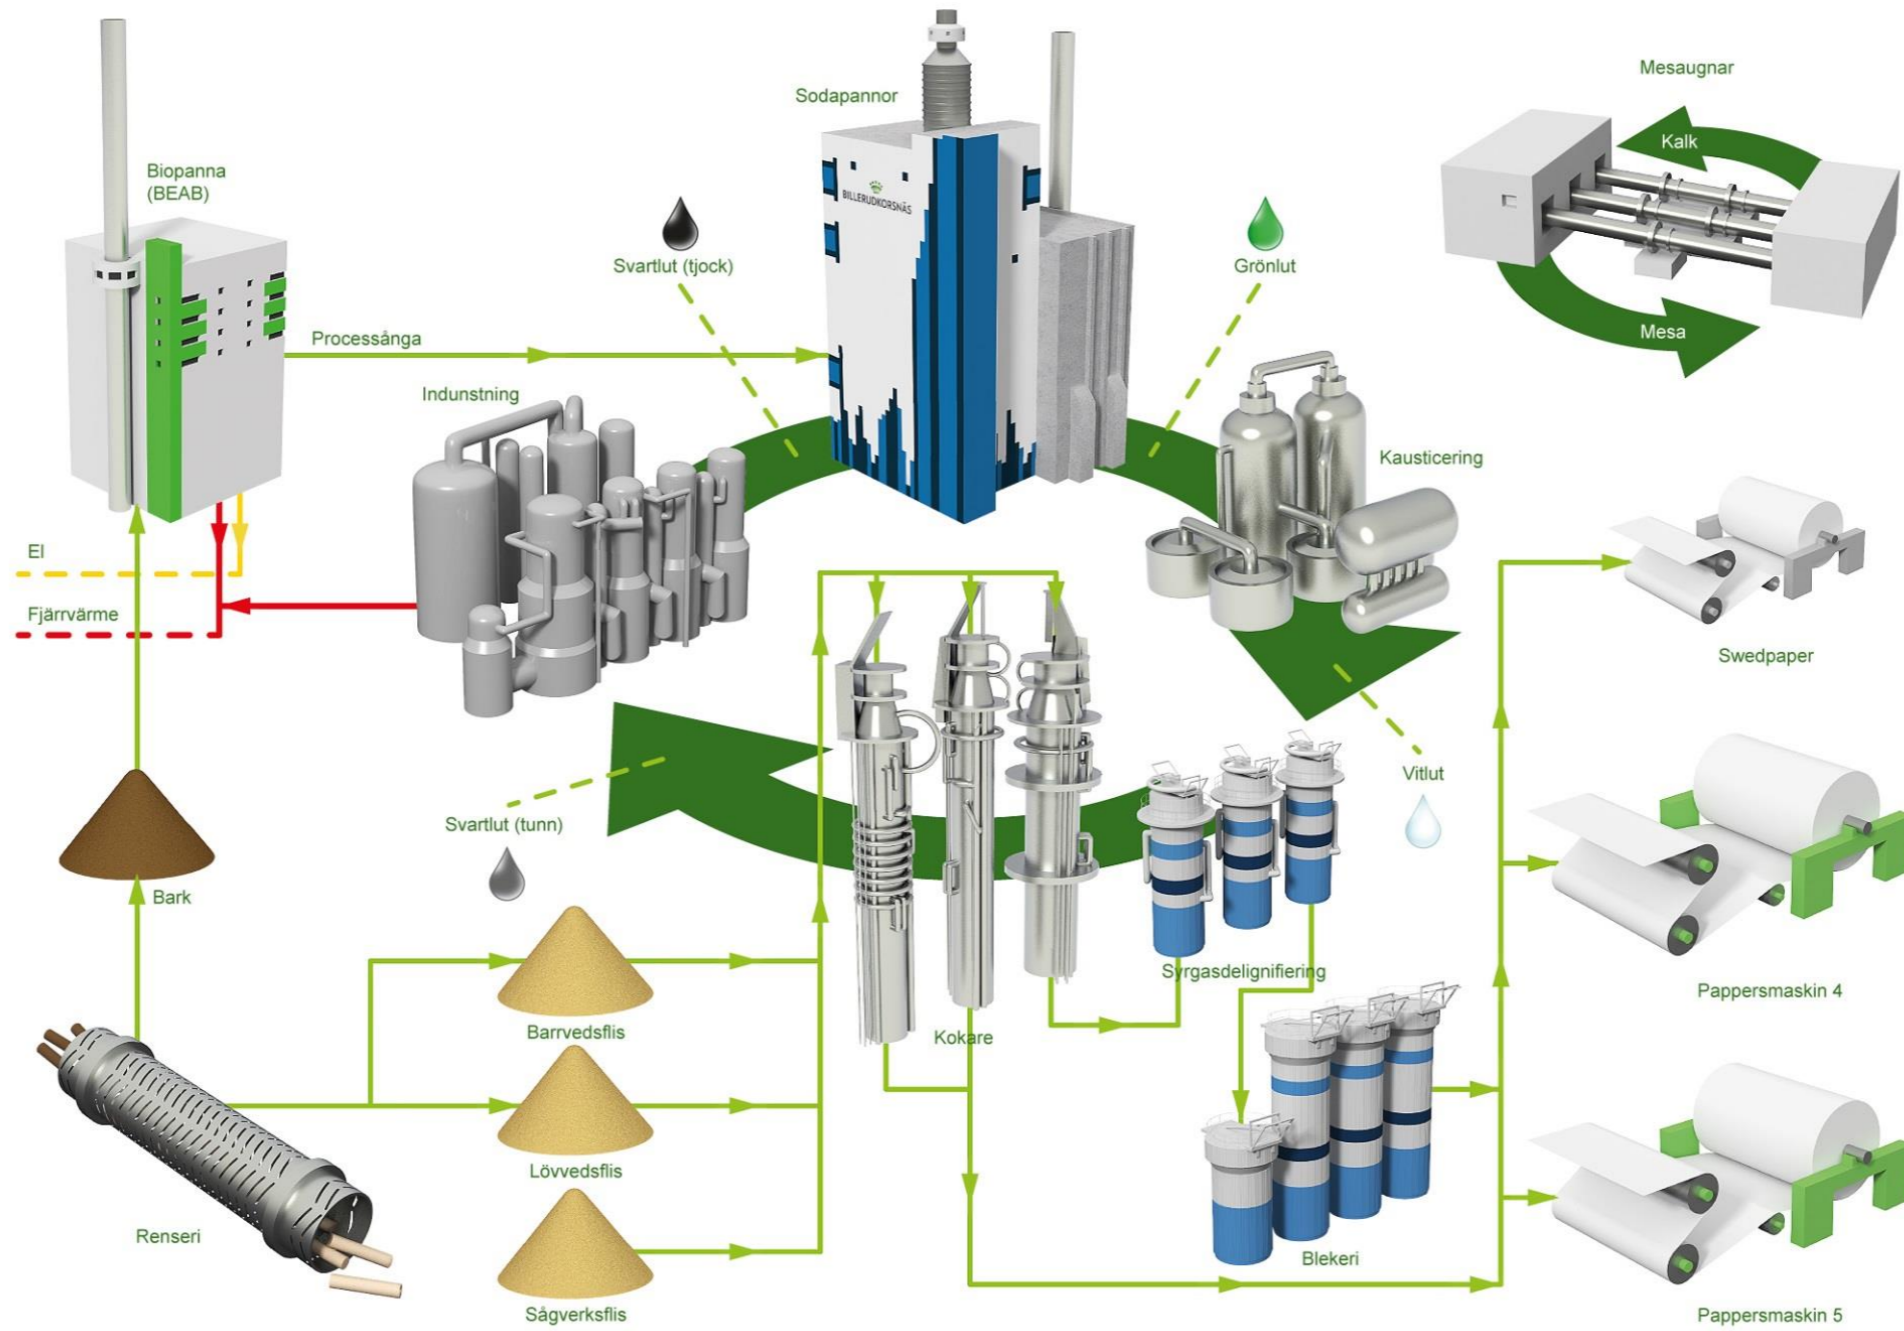 Mesaugnar
Sodapannor
Kalk
Biopanna
(BEAB)
BILLERUDKORSNÄS
Svartlut (tjock)
Grönlut
Mesa
Processånga
Indunstning
Kausticering
El
Fjärrvärme
Swedpaper
Vitlut
Svartlut (tunn)
Bark
Syrgasdelignifiering
Pappersmaskin 4
Barrvedsflis
Kokare
Lövvedsflis
Renseri
Blekeri
Sågverksflis
Pappersmaskin 5